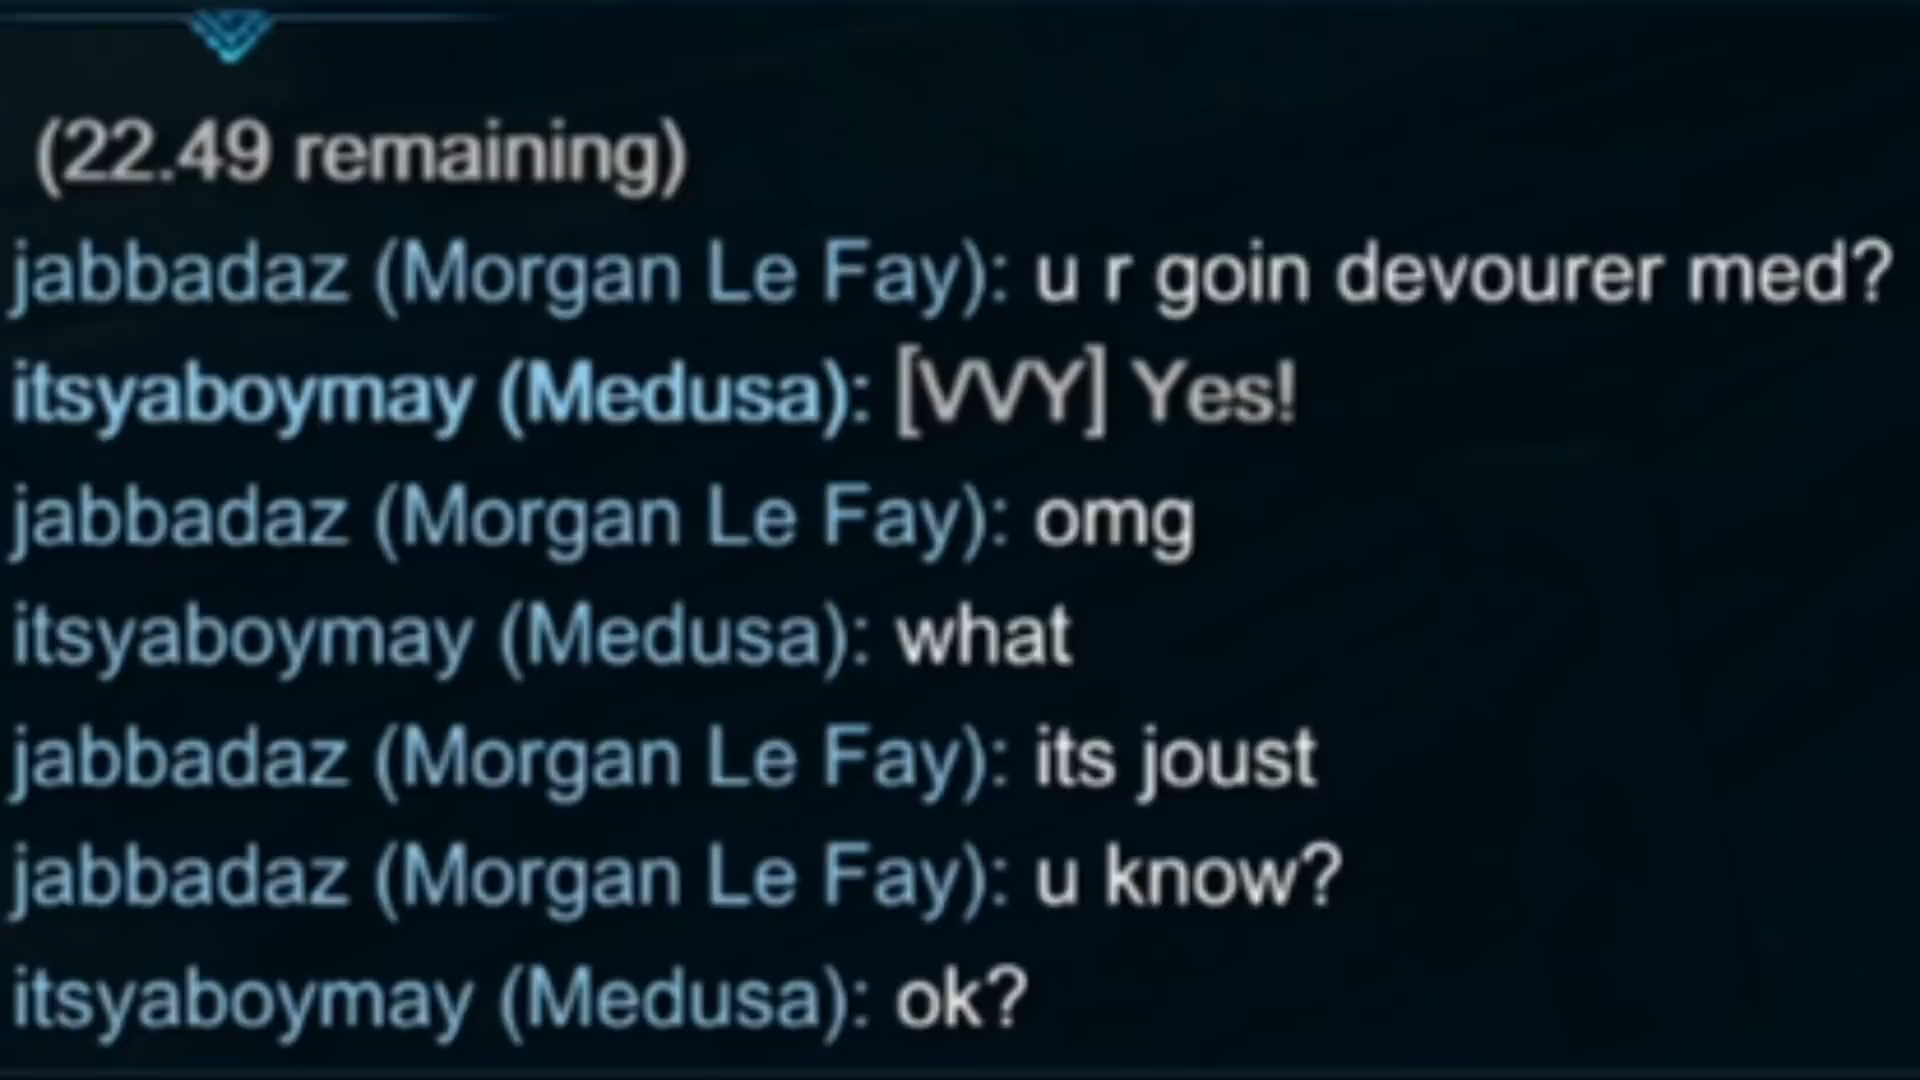 (22.49 remaining)
jabbadaz (Morgan Le Fay): u r goin devourer med?
itsyaboymay (Medusa): [VVY] Yes!
jabbadaz (Morgan Le Fay): omg
itsyaboymay (Medusa): what
jabbadaz (Morgan Le Fay): its joust
jabbadaz (Morgan Le Fay): u know?
itsyaboymay (Medusa): ok?